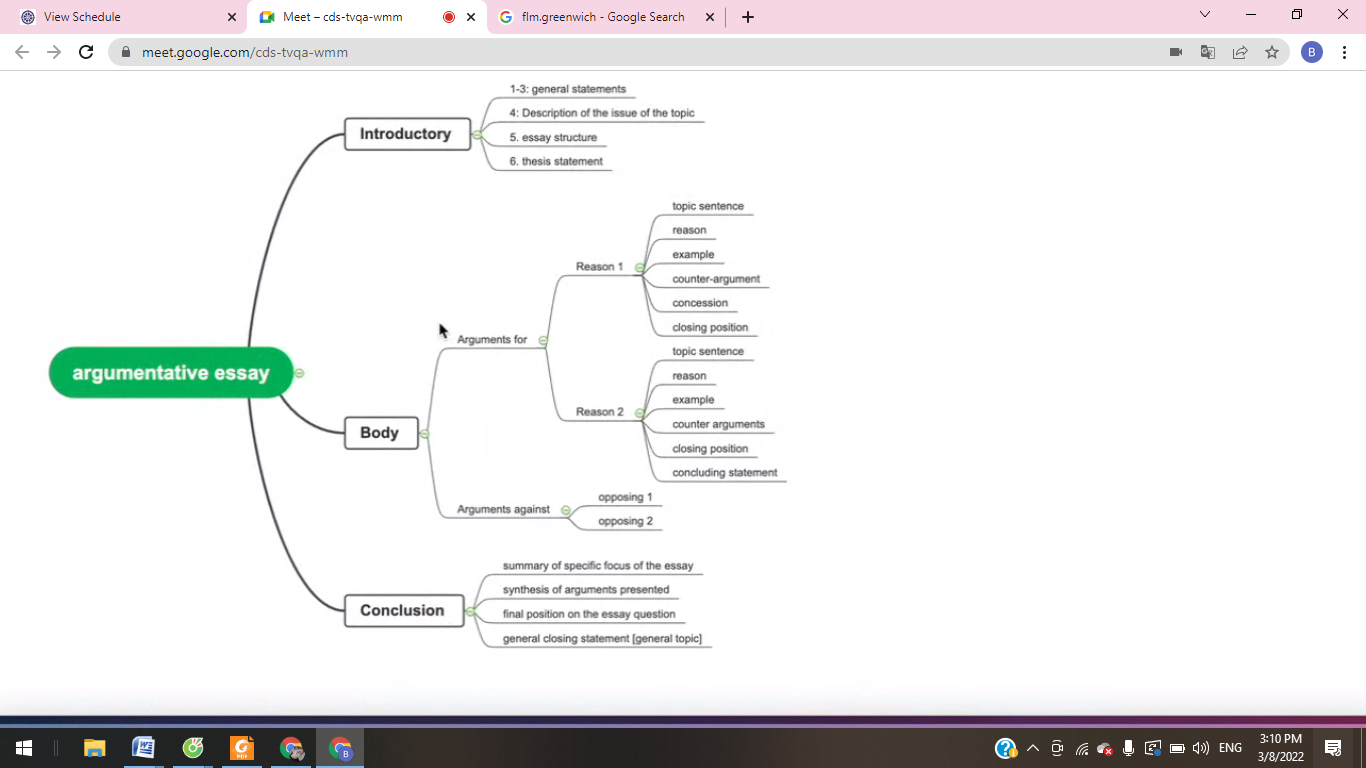 View Schedule
Meet – cds-tvqa-wmm
flm.greenwich - Google Search
meet.google.com/cds-tvqa-wmm
B
argumentative essay
Introductory
1-3: general statements
4: Description of the issue of the topic
5. essay structure
6. thesis statement
Body
Arguments for
Reason 1
topic sentence
reason
example
counter-argument
concession
closing position
Reason 2
topic sentence
reason
example
counter arguments
closing position
concluding statement
Arguments against
opposing 1
opposing 2
Conclusion
summary of specific focus of the essay
synthesis of arguments presented
final position on the essay question
general closing statement [general topic]
PDF
B
ENG
3:10 PM
3/8/2022